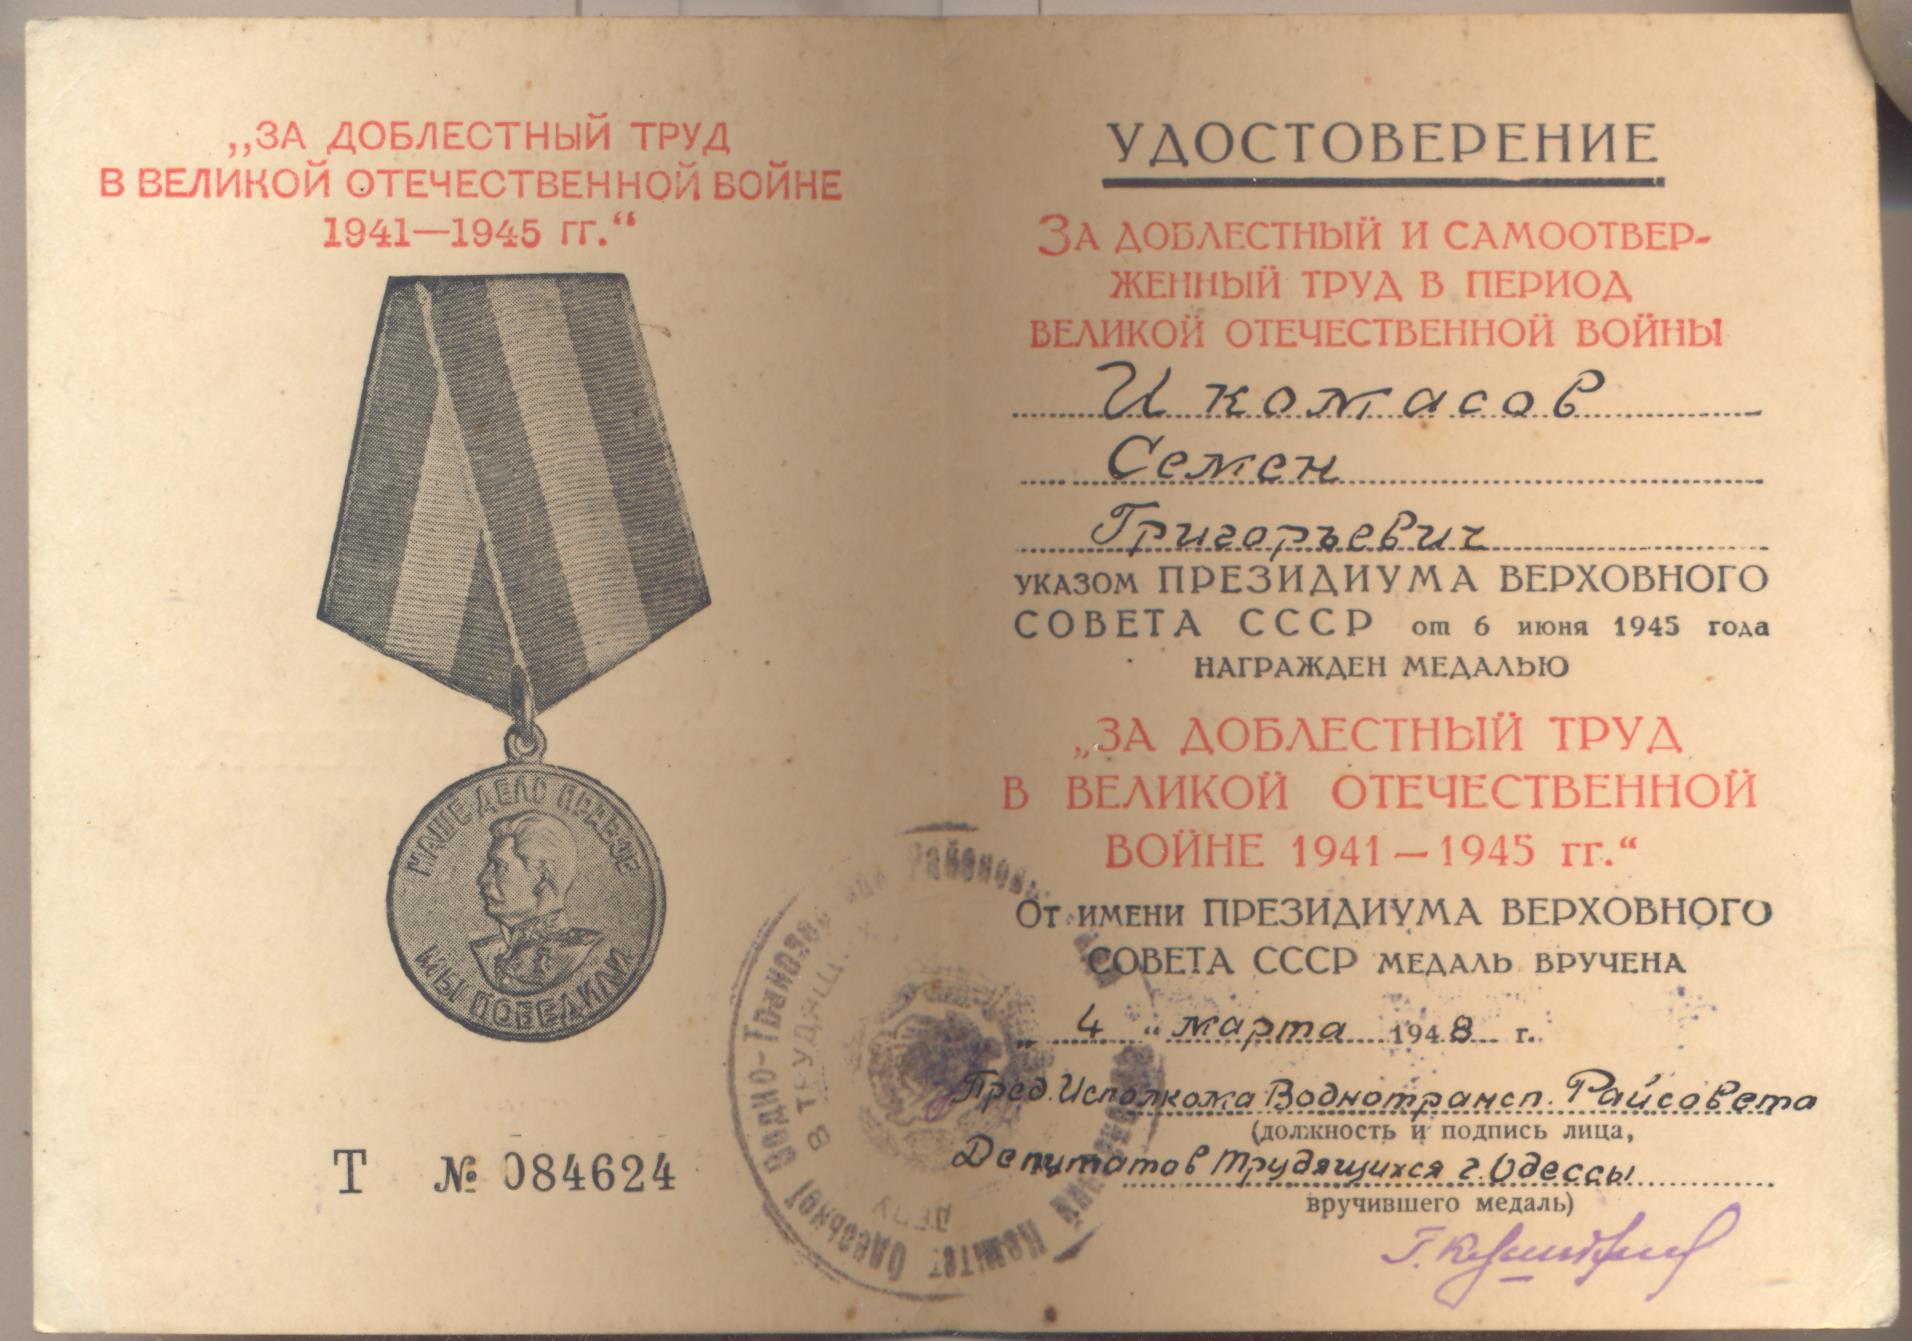 „ЗА ДОБЛЕСТНЫЙ ТРУД
В ВЕЛИКОЙ ОТЕЧЕСТВЕННОЙ ВОЙНЕ
1941—1945 гг.“
НАШЕ ДЕЛО ПРАВОЕ
МЫ ПОБЕДИЛИ
Т № 084624
УДОСТОВЕРЕНИЕ
ЗА ДОБЛЕСТНЫЙ И САМООТВЕР-
ЖЕННЫЙ ТРУД В ПЕРИОД
ВЕЛИКОЙ ОТЕЧЕСТВЕННОЙ ВОЙНЫ
Икомасов
Семен
Григорьевич
УКАЗОМ ПРЕЗИДИУМА ВЕРХОВНОГО
СОВЕТА СССР от 6 июня 1945 года
НАГРАЖДЕН МЕДАЛЬЮ
„ЗА ДОБЛЕСТНЫЙ ТРУД
В ВЕЛИКОЙ ОТЕЧЕСТВЕННОЙ
ВОЙНЕ 1941—1945 гг.“
ОТ ИМЕНИ ПРЕЗИДИУМА ВЕРХОВНОГО
СОВЕТА СССР МЕДАЛЬ ВРУЧЕНА
„ 4 “ марта 1948 г.
Пред. Исполкома Воднотрансп. Райсовета
(должность и подпись лица,
Депутатов Трудящихся г. Одессы
вручившего медаль)